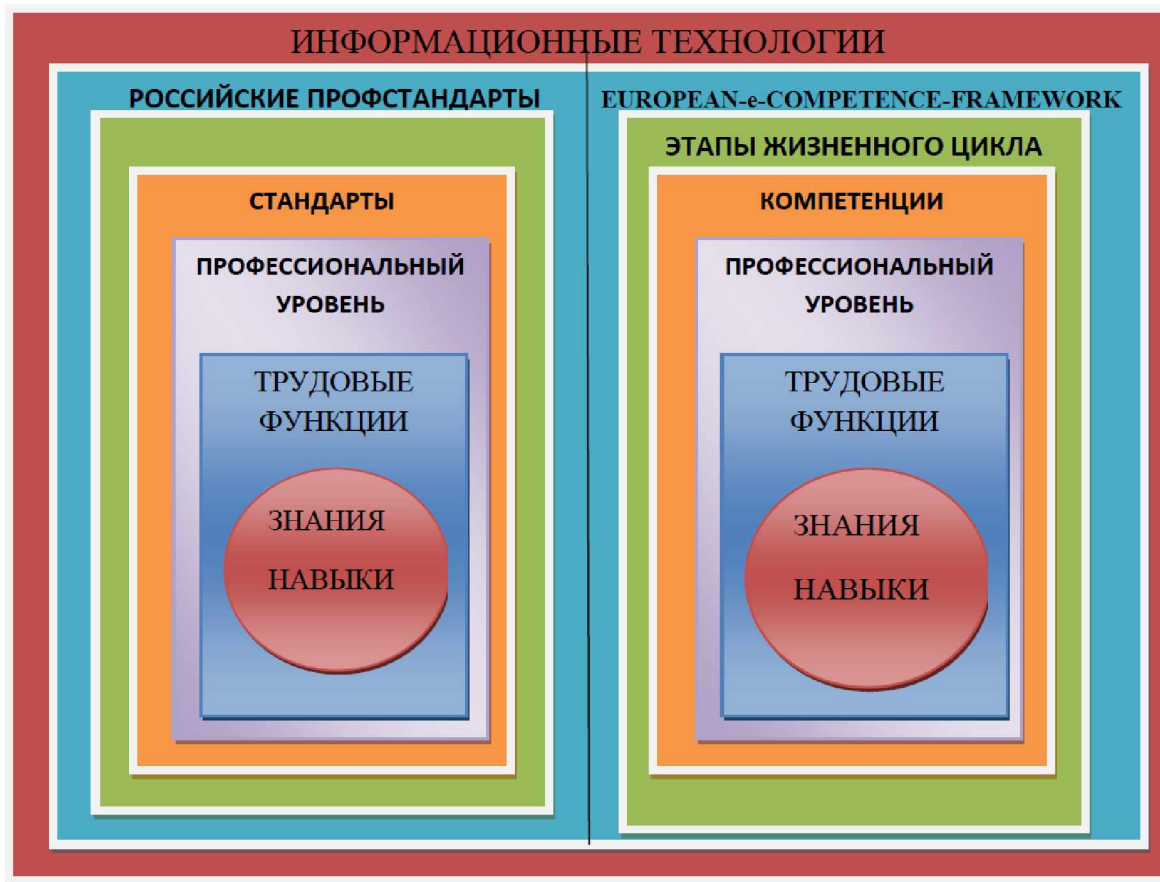 ИНФОРМАЦИОННЫЕ ТЕХНОЛОГИИ
РОССИЙСКИЕ ПРОФСТАНДАРТЫ
СТАНДАРТЫ
ПРОФЕССИОНАЛЬНЫЙ
УРОВЕНЬ
ТРУДОВЫЕ
ФУНКЦИИ
ЗНАНИЯ
НАВЫКИ
EUROPEAN-e-COMPETENCE-FRAMEWORK
ЭТАПЫ ЖИЗНЕННОГО ЦИКЛА
КОМПЕТЕНЦИИ
ПРОФЕССИОНАЛЬНЫЙ
УРОВЕНЬ
ТРУДОВЫЕ
ФУНКЦИИ
ЗНАНИЯ
НАВЫКИ